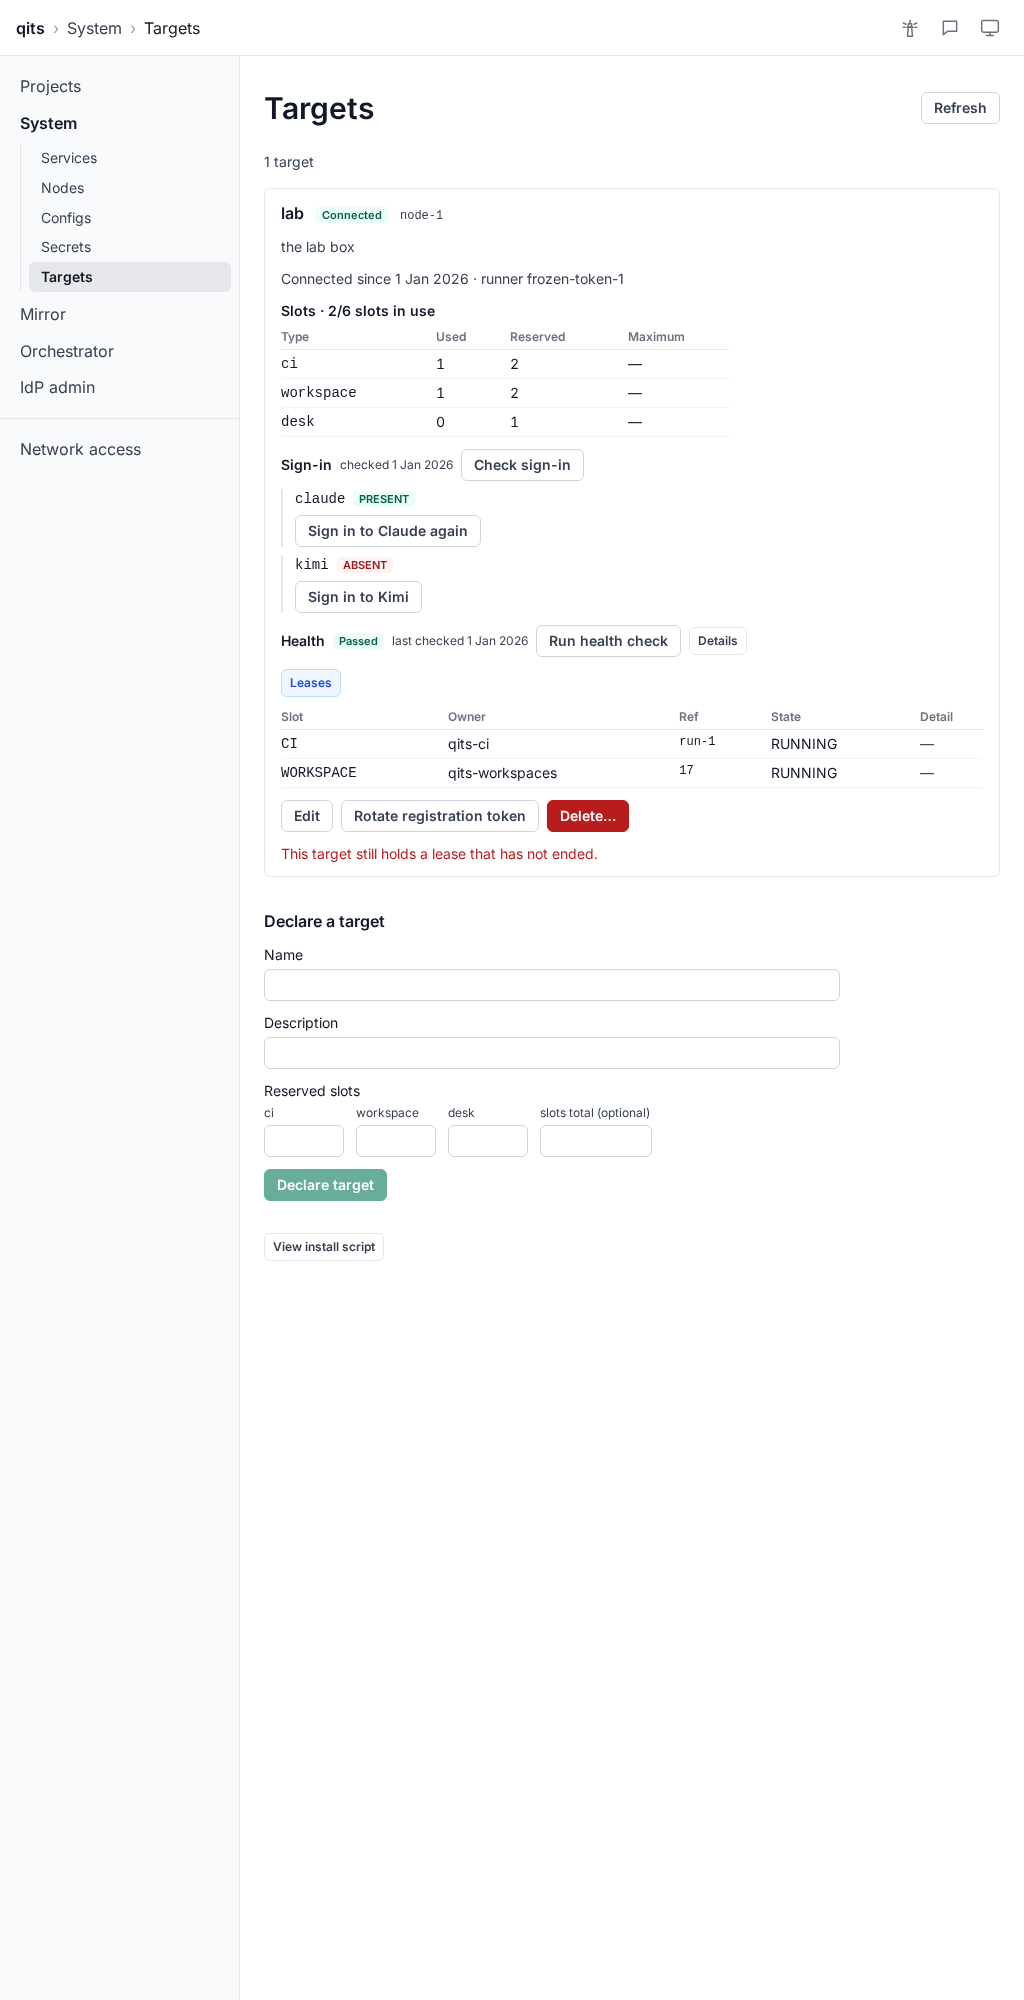 qits › System › Targets
Projects
System
Services
Nodes
Configs
Secrets
Targets
Mirror
Orchestrator
IdP admin
Network access
Targets
Refresh
1 target
lab Connected node-1
the lab box
Connected since 1 Jan 2026 · runner frozen-token-1
Slots · 2/6 slots in use
Type Used Reserved Maximum
ci 1 2 —
workspace 1 2 —
desk 0 1 —
Sign-in checked 1 Jan 2026 Check sign-in
claude PRESENT
Sign in to Claude again
kimi ABSENT
Sign in to Kimi
Health Passed last checked 1 Jan 2026 Run health check Details
Leases
Slot Owner Ref State Detail
CI qits-ci run-1 RUNNING —
WORKSPACE qits-workspaces 17 RUNNING —
Edit Rotate registration token Delete…
This target still holds a lease that has not ended.
Declare a target
Name
Description
Reserved slots
ci workspace desk slots total (optional)
Declare target
View install script